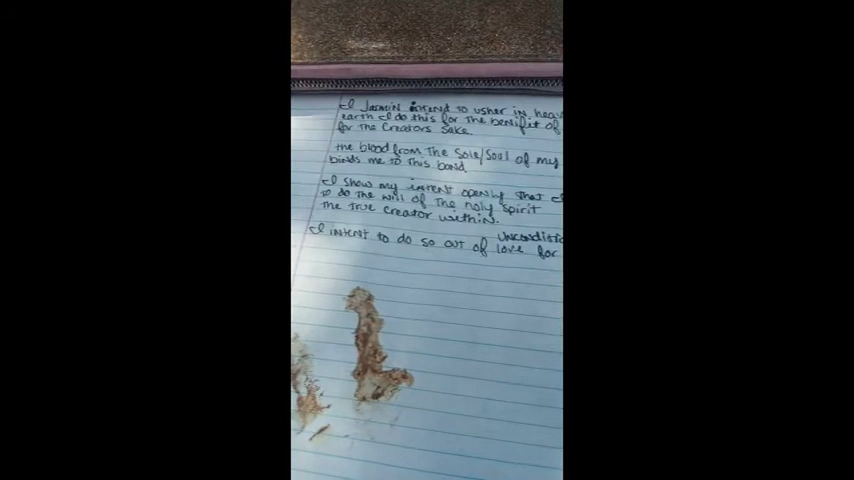 I Jasmein intend to usher in heav
earth I do this for the benifit of
for the Creators Sake.
the blood from the Sole/Soul of my
binds me to this bond.
I show my intent openly that I
to do the will of the holy spirit
the true creator within.
I intent to do so out of unconditio
love for